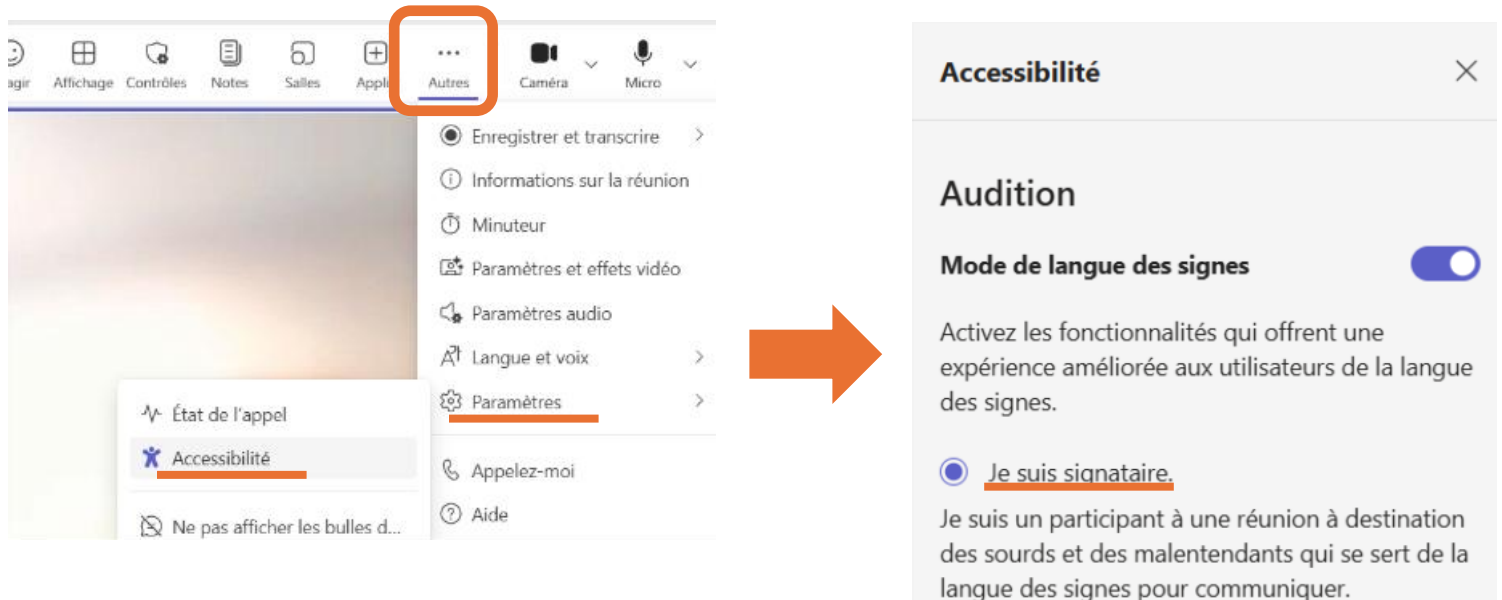 agir Affichage Contrôles Notes Salles Appli Autres Caméra Micro
Enregistrer et transcrire
Informations sur la réunion
Minuteur
Paramètres et effets vidéo
Paramètres audio
Langue et voix
Paramètres
Appelez-moi
Aide
État de l'appel
Accessibilité
Ne pas afficher les bulles d...
Accessibilité
Audition
Mode de langue des signes
Activez les fonctionnalités qui offrent une
expérience améliorée aux utilisateurs de la langue
des signes.
Je suis signataire.
Je suis un participant à une réunion à destination
des sourds et des malentendants qui se sert de la
langue des signes pour communiquer.